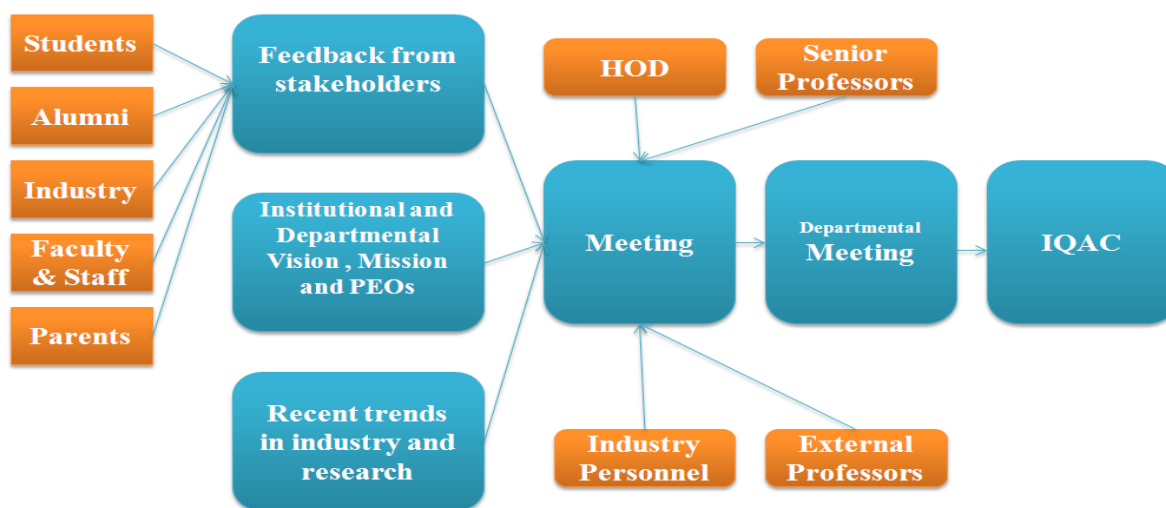 Students
Alumni
Industry
Faculty
& Staff
Parents
Feedback from
stakeholders
Institutional and
Departmental
Vision , Mission
and PEOs
Recent trends
in industry and
research
HOD
Senior
Professors
Meeting
Industry
Personnel
External
Professors
Departmental
Meeting
IQAC